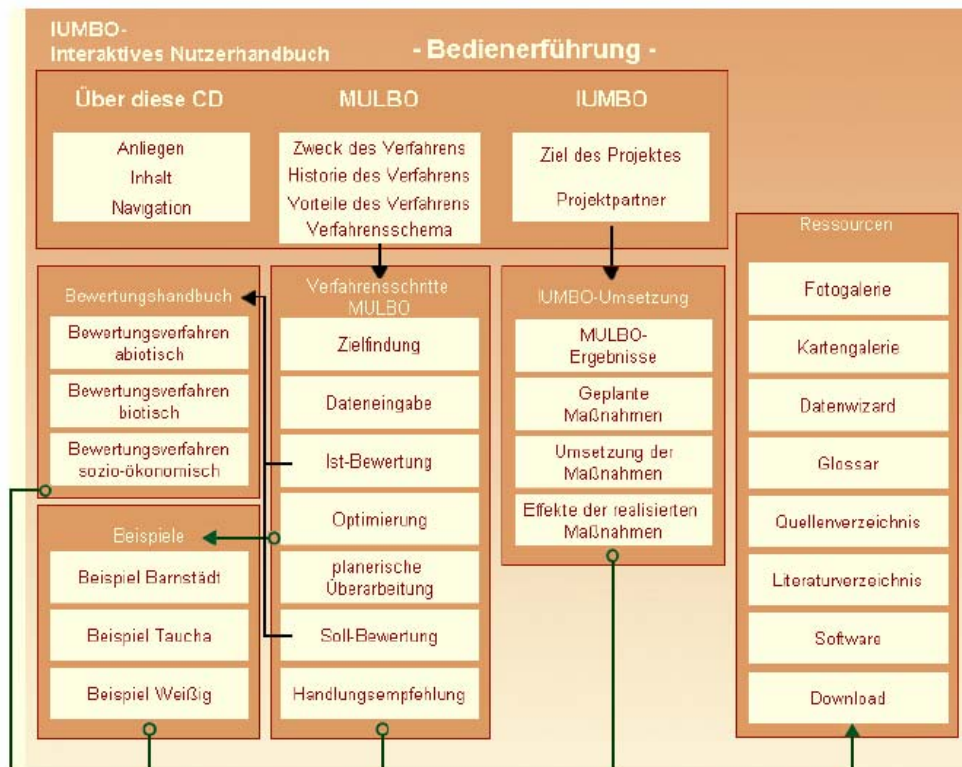 IUMBO-
Interaktives Nutzerhandbuch
- Bedienerführung -
Über diese CD
Anliegen
Inhalt
Navigation
MULBO
Zweck des Verfahrens
Historie des Verfahrens
Vorteile des Verfahrens
Verfahrensschema
IUMBO
Ziel des Projektes
Projektpartner
Bewertungshandbuch
Bewertungsverfahren
abiotisch
Bewertungsverfahren
biotisch
Bewertungsverfahren
sozio-ökonomisch
Beispiele
Beispiel Barnstädt
Beispiel Taucha
Beispiel Weißig
Verfahrensschritte
MULBO
Zielfindung
Dateneingabe
Ist-Bewertung
Optimierung
planerische
Überarbeitung
Soll-Bewertung
Handlungsempfehlung
IUMBO-Umsetzung
MULBO-
Ergebnisse
Geplante
Maßnahmen
Umsetzung der
Maßnahmen
Effekte der realisierten
Maßnahmen
Ressourcen
Fotogalerie
Kartengalerie
Datenwizard
Glossar
Quellenverzeichnis
Literaturverzeichnis
Software
Download